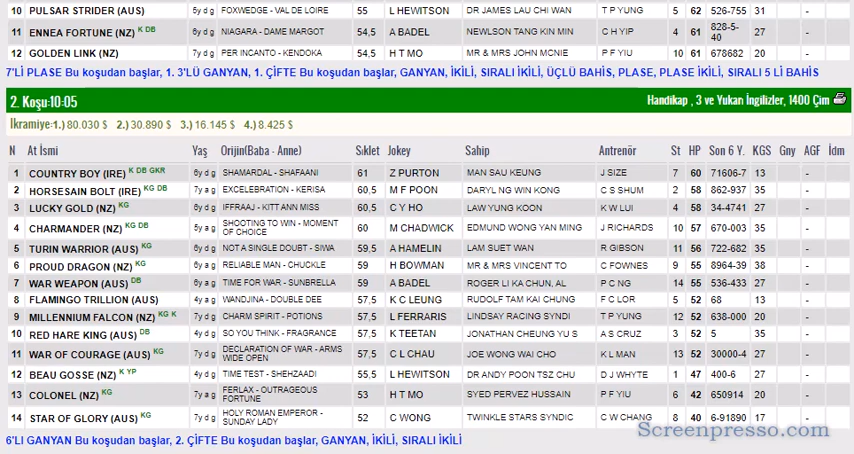 10 PULSAR STRIDER (AUS) 6y d g FOXWEDGE - VAL DE LOIRE 55 L HEWITSON DR JAMES LAU CHI WAN T P YUNG 5 62 526-755 31 -
11 ENNEA FORTUNE (NZ) K DB 6y d g NIAGARA - DAME MARGOT 54,5 A BADEL NEWLSON TANG KIN MIN C H YIP 4 61 828-5-40 27 -
12 GOLDEN LINK (NZ) 7y d g PER INCANTO - KENDOKA 54,5 H T MO MR & MRS JOHN MCNIE P F YIU 10 61 678682 20 -
7'Lİ PLASE Bu koşudan başlar, 1. 3'LÜ GANYAN, 1. ÇİFTE Bu koşudan başlar, GANYAN, İKİLİ, SIRALI İKİLİ, ÜÇLÜ BAHİS, PLASE, PLASE İKİLİ, SIRALI 5 Lİ BAHİS
2. Koşu:10:05 Handikap , 3 ve Yukarı İngilizler, 1400 Çim
İkramiye:1.) 80.030 $ 2.) 30.890 $ 3.) 16.145 $ 4.) 8.425 $
N At İsmi Yaş Orijin(Baba - Anne) Sıklet Jokey Sahip Antrenör St HP Son 6 Y. KGS Gny AGF İdm
1 COUNTRY BOY (IRE) K DB GKR 6y d g SHAMARDAL - SHAFAANI 61 Z PURTON MAN SAU KEUNG J SIZE 7 60 71606-7 13 -
2 HORSESAIN BOLT (IRE) KG DB 7y a g EXCELEBRATION - KERISA 60,5 M F POON DARYL NG WIN KONG C S SHUM 2 58 862-937 35 -
3 LUCKY GOLD (NZ) KG 8y d g IFFRAAJ - KITT ANN MISS 60,5 C Y HO LAW YUNG KOON K W LUI 4 58 34-4741 27 -
4 CHARMANDER (NZ) KG DB 5y a g SHOOTING TO WIN - MOMENT OF CHOICE 60 M CHADWICK EDMUND WONG YAN MING J RICHARDS 10 57 670-003 35 -
5 TURIN WARRIOR (AUS) KG 6y d g NOT A SINGLE DOUBT - SIWA 59,5 A HAMELIN LAM SUET WAN R GIBSON 11 56 722-682 35 -
6 PROUD DRAGON (NZ) KG 6y a g RELIABLE MAN - CHUCKLE 59 H BOWMAN MR & MRS VINCENT TO C FOWNES 9 55 8964-39 38 -
7 WAR WEAPON (AUS) DB 6y a g TIME FOR WAR - SUNBRELLA 59 A BADEL ROGER LI KA CHUN, AL P C NG 14 55 536-433 27 -
8 FLAMINGO TRILLION (AUS) 4y a g WANDJINA - DOUBLE DEE 57,5 K C LEUNG RUDOLF TAM KAI CHUNG F C LOR 5 52 68 13 -
9 MILLENNIUM FALCON (NZ) KG K 7y d g CHARM SPIRIT - POTIONS 57,5 L FERRARIS LINDSAY RACING SYNDI T P YUNG 12 52 638-000 20 -
10 RED HARE KING (AUS) DB 4y d g SO YOU THINK - FRAGRANCE 57,5 K TEETAN JONATHAN CHEUNG YU S A S CRUZ 3 52 5 35 -
11 WAR OF COURAGE (AUS) KG 7y d g DECLARATION OF WAR - ARMS WIDE OPEN 57,5 C L CHAU JOE WONG WAI CHO K L MAN 13 52 30000-4 27 -
12 BEAU GOSSE (NZ) K YP 4y d g TIME TEST - SHEHZAADI 55,5 L HEWITSON DR ANDY POON TSZ CHU D J WHYTE 1 47 400-6 27 -
13 COLONEL (NZ) KG 7y a g FERLAX - OUTRAGEOUS FORTUNE 53 H T MO SYED PERVEZ HUSSAIN P F YIU 6 42 650914 20 -
14 STAR OF GLORY (AUS) KG 7y d g HOLY ROMAN EMPEROR - SUNDAY LADY 52 C WONG TWINKLE STARS SYNDIC C W CHANG 8 40 6-91890 17 -
6'LI GANYAN Bu koşudan başlar, 2. ÇİFTE Bu koşudan başlar, GANYAN, İKİLİ, SIRALI İKİLİ
Screenpresso.com